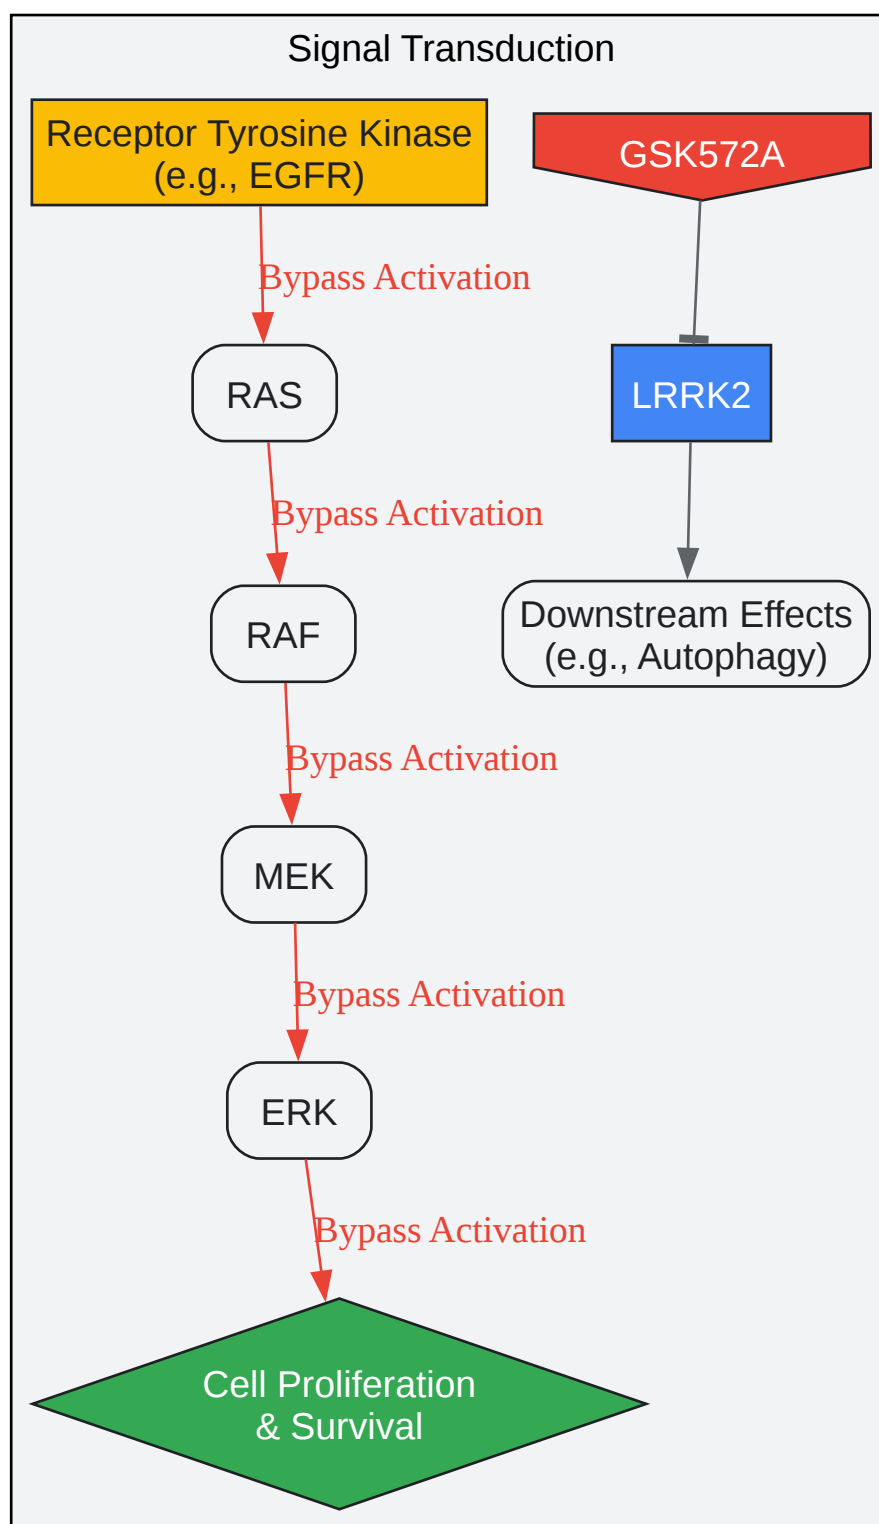 Signal Transduction
Receptor Tyrosine Kinase
(e.g., EGFR)
GSK572A
Bypass Activation
RAS
LRRK2
Bypass Activation
Downstream Effects
(e.g., Autophagy)
RAF
Bypass Activation
MEK
Bypass Activation
ERK
Bypass Activation
Cell Proliferation
& Survival